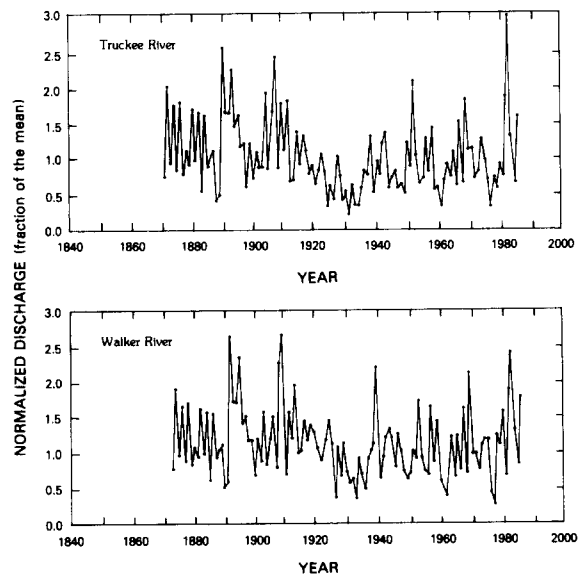 NORMALIZED DISCHARGE (fraction of the mean)
3.0
Truckee River
2.5
2.0
1.5
1.0
0.5
0.0
1840 1860 1880 1900 1920 1940 1960 1980 2000
YEAR
3.0
Walker River
2.5
2.0
1.5
1.0
0.5
0.0
1840 1860 1880 1900 1920 1940 1960 1980 2000
YEAR